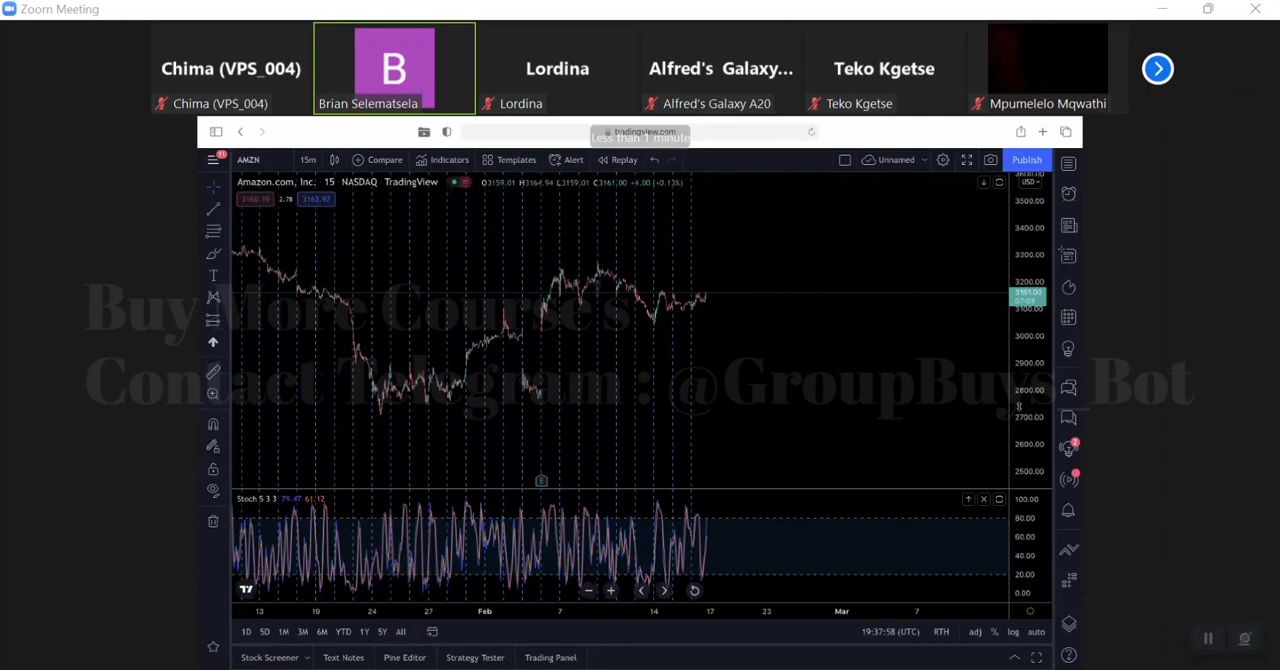 Zoom Meeting
Chima (VPS_004)
B
Lordina
Alfred's Galaxy...
Teko Kgetse
Chima (VPS_004)
Brian Selematsela
Lordina
Alfred's Galaxy A20
Teko Kgetse
Mpumelelo Mqwathi
tradingview.com
Less than 1 minute
11
AMZN
15m
Compare
Indicators
Templates
Alert
Replay
Unnamed
Publish
Amazon.com, Inc. · 15 · NASDAQ · TradingView
O3159.01 H3164.94 L3159.01 C3161.00 +4.00 (+0.13%)
3160.19 2.78 3162.97
USD
3600.00
3500.00
3400.00
3300.00
3200.00
3161.00
07:03
3100.00
3000.00
2900.00
2800.00
2700.00
2600.00
2500.00
Buy More Course's
Contact Telegram : @GroupBuys_Bot
2
E
Stoch 5 3 3 79.47 61.12
100.00
80.00
60.00
40.00
20.00
0.00
13 19 24 27 Feb 7 14 17 23 Mar 7
1D 5D 1M 3M 6M YTD 1Y 5Y All
19:37:58 (UTC) RTH adj % log auto
Stock Screener Text Notes Pine Editor Strategy Tester Trading Panel